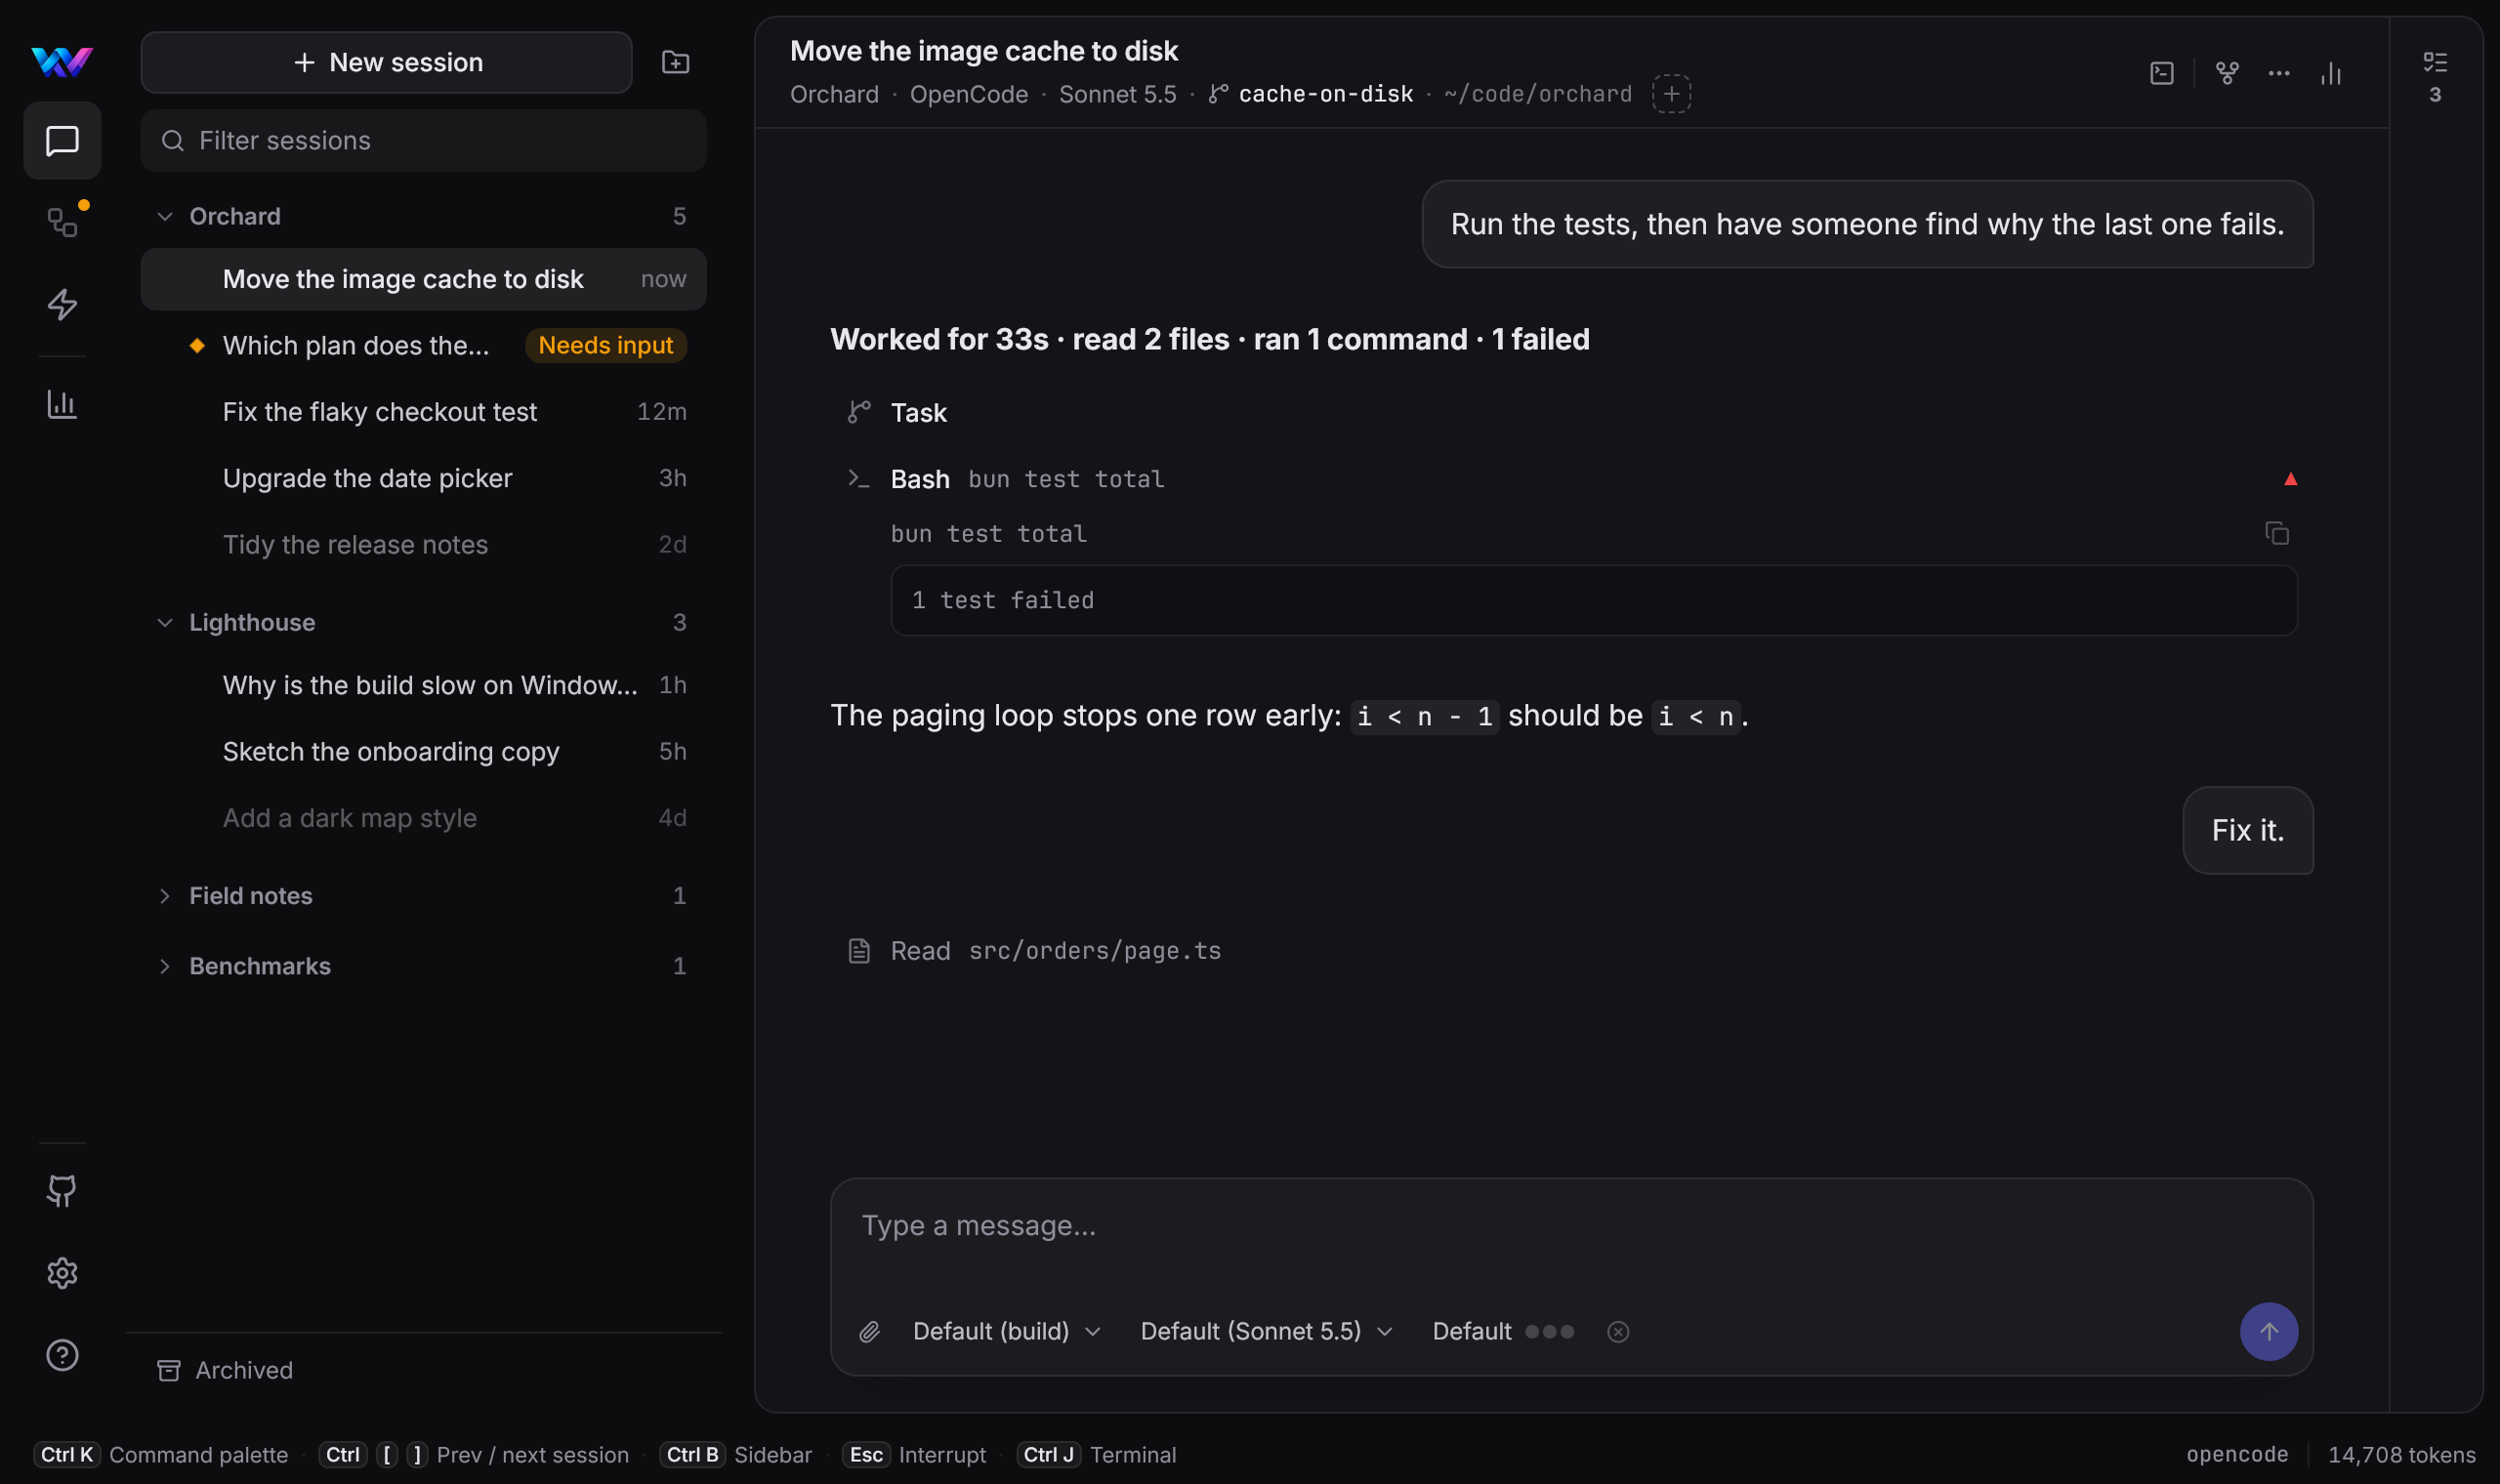 New session
Filter sessions
Orchard 5
Move the image cache to disk now
Which plan does the... Needs input
Fix the flaky checkout test 12m
Upgrade the date picker 3h
Tidy the release notes 2d
Lighthouse 3
Why is the build slow on Window... 1h
Sketch the onboarding copy 5h
Add a dark map style 4d
Field notes 1
Benchmarks 1
Archived
Move the image cache to disk
Orchard · OpenCode · Sonnet 5.5 · cache-on-disk · ~/code/orchard
3
Run the tests, then have someone find why the last one fails.
Worked for 33s · read 2 files · ran 1 command · 1 failed
Task
Bash bun test total
bun test total
1 test failed
The paging loop stops one row early: i < n - 1 should be i < n.
Fix it.
Read src/orders/page.ts
Type a message...
Default (build) Default (Sonnet 5.5) Default
Ctrl K Command palette · Ctrl [ ] Prev / next session · Ctrl B Sidebar · Esc Interrupt · Ctrl J Terminal
opencode 14,708 tokens